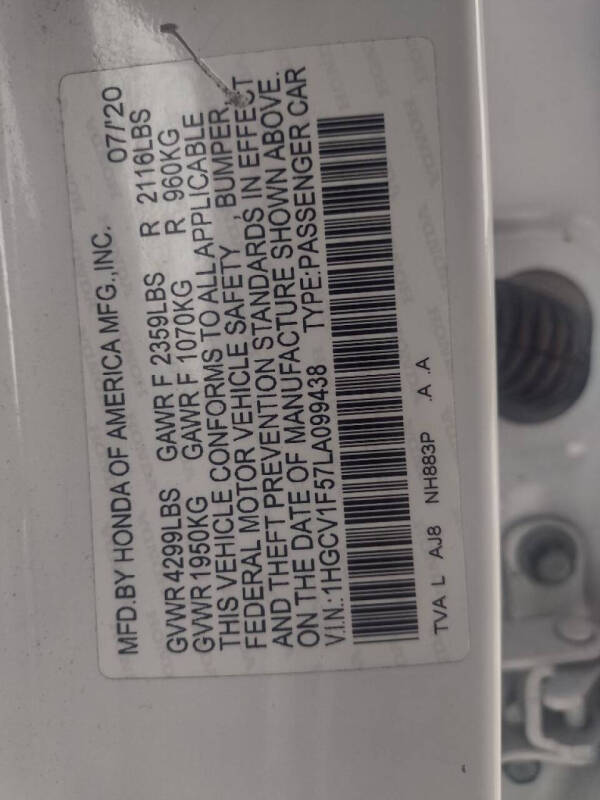 MFD.BY HONDA OF AMERICA MFG.,INC. 07/'20
GVWR 4299LBS GAWR F 2359LBS R 2116LBS
GVWR 1950KG GAWR F 1070KG R 960KG
THIS VEHICLE CONFORMS TO ALL APPLICABLE
FEDERAL MOTOR VEHICLE SAFETY, BUMPER,
AND THEFT PREVENTION STANDARDS IN EFFECT
ON THE DATE OF MANUFACTURE SHOWN ABOVE.
V.I.N.:1HGCV1F57LA099438 TYPE:PASSENGER CAR
TVA L AJ8 NH883P .A .A